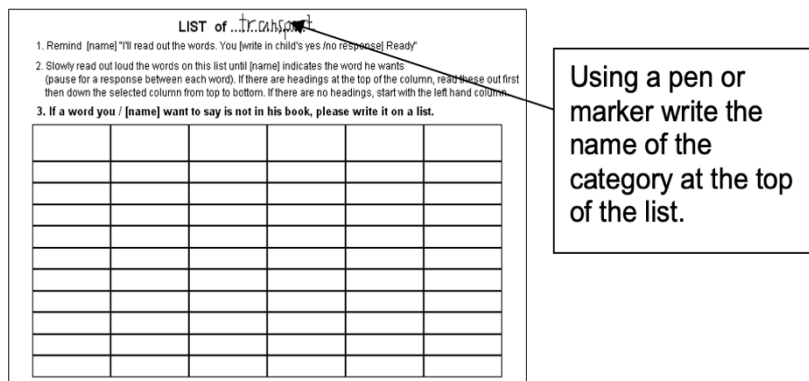 LIST of ...transport...
1. Remind [name] "I'll read out the words. You [write in child's yes /no response] Ready"
2. Slowly read out loud the words on this list until [name] indicates the word he wants
(pause for a response between each word). If there are headings at the top of the column, read these out first
then down the selected column from top to bottom. If there are no headings, start with the left hand column.
3. If a word you / [name] want to say is not in his book, please write it on a list.
Using a pen or
marker write the
name of the
category at the top
of the list.